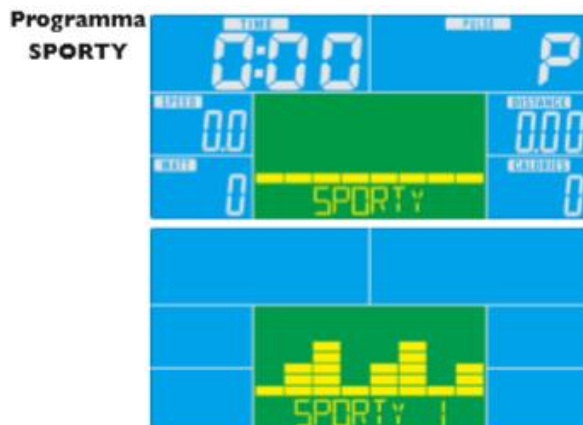 Programma
SPORTY
TIME
PULSE
0:00
P
SPEED
DISTANCE
0.0
0.00
WATT
CALORIES
0
0
SPORTY
SPORTY 1